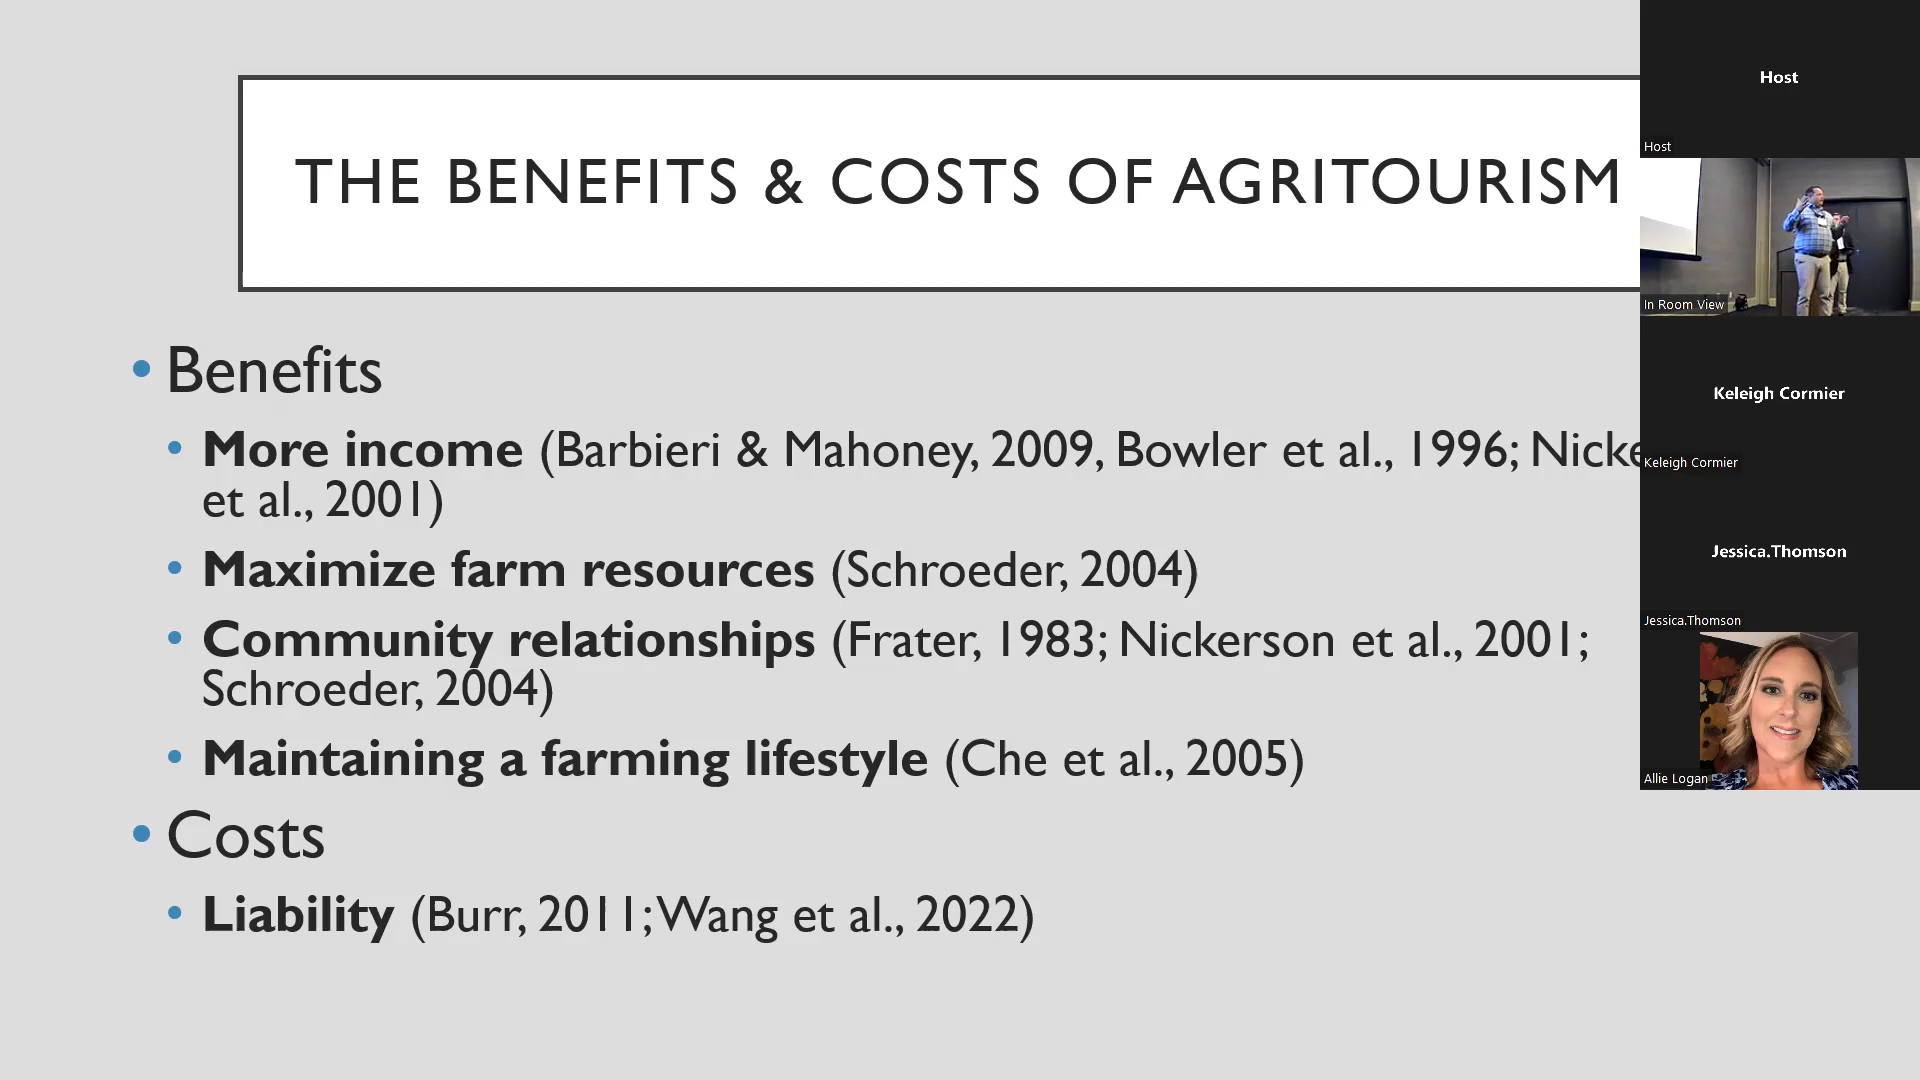 THE BENEFITS & COSTS OF AGRITOURISM
• Benefits
• More income (Barbieri & Mahoney, 2009, Bowler et al., 1996;
et al., 2001)
• Maximize farm resources (Schroeder, 2004)
• Community relationships (Frater, 1983; Nickerson et al., 2001;
Schroeder, 2004)
• Maintaining a farming lifestyle (Che et al., 2005)
• Costs
• Liability (Burr, 2011; Wang et al., 2022)
Host
Host
In Room View
Keleigh Cormier
Keleigh Cormier
Jessica.Thomson
Jessica.Thomson
Allie Logan